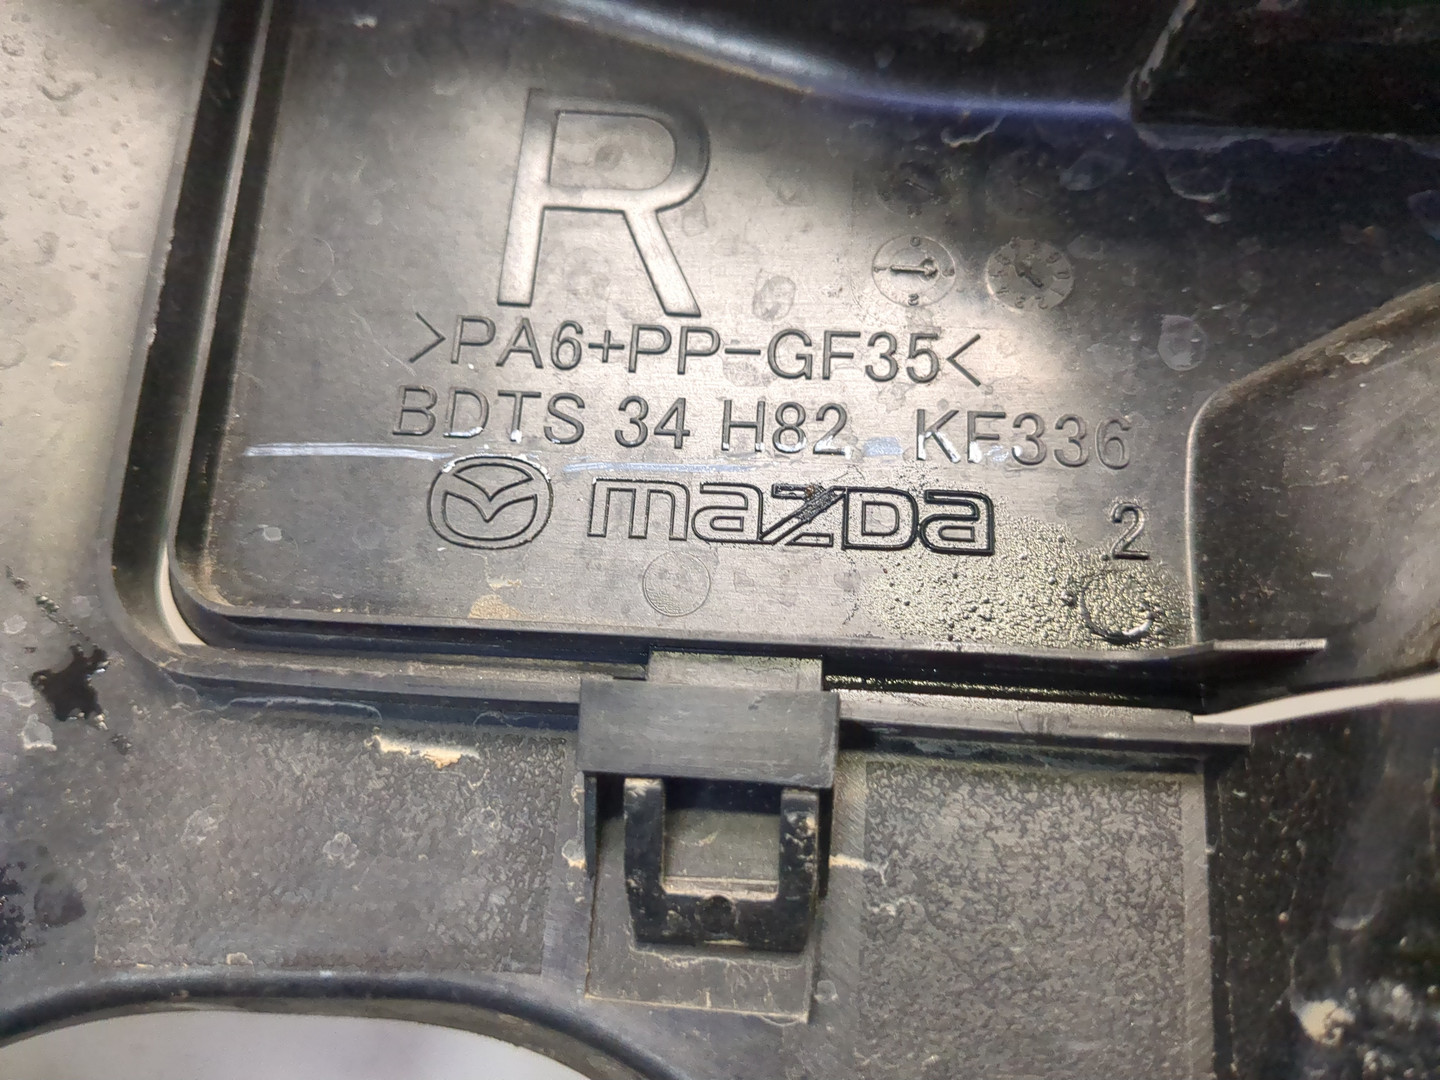 R
>PA6+PP-GF35<
BDTS 34 H82 KF336
mazda
2